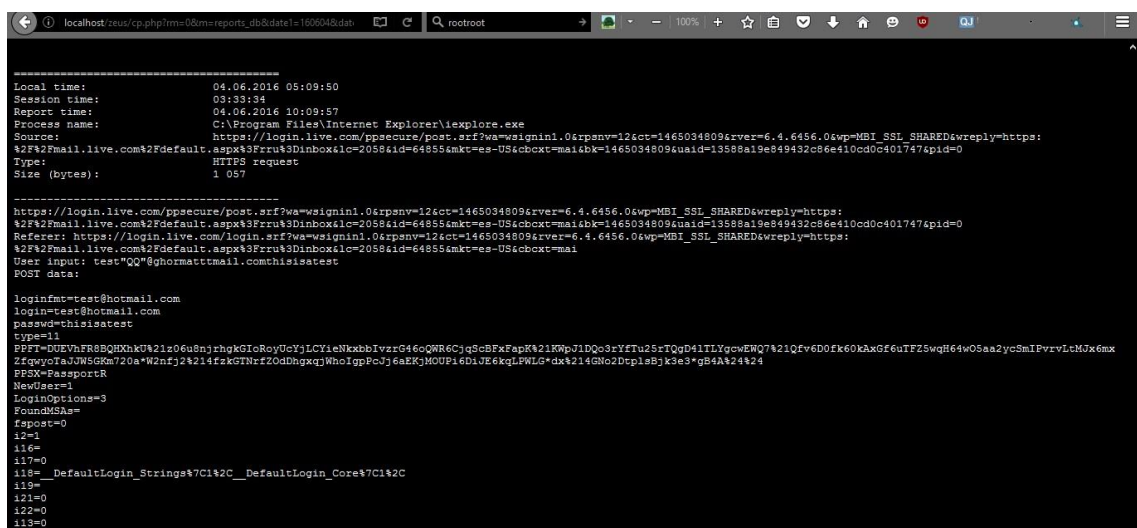 localhost/zeus/cp.php?rm=0&m=reports_db&date1=160604&dat
rootroot
100%
QJ
==========================================
Local time: 04.06.2016 05:09:50
Session time: 03:33:34
Report time: 04.06.2016 10:09:57
Process name: C:\Program Files\Internet Explorer\iexplore.exe
Source: https://login.live.com/ppsecure/post.srf?wa=wsignin1.0&rpsnv=12&ct=1465034809&rver=6.4.6456.0&wp=MBI_SSL_SHARED&wreply=https:
%2F%2Fmail.live.com%2Fdefault.aspx%3Frru%3Dinbox&lc=2058&id=64855&mkt=es-US&cbcxt=mai&bk=1465034809&uaid=13588a19e849432c86e410cd0c401747&pid=0
Type: HTTPS request
Size (bytes): 1 057
------------------------------------------
https://login.live.com/ppsecure/post.srf?wa=wsignin1.0&rpsnv=12&ct=1465034809&rver=6.4.6456.0&wp=MBI_SSL_SHARED&wreply=https:
%2F%2Fmail.live.com%2Fdefault.aspx%3Frru%3Dinbox&lc=2058&id=64855&mkt=es-US&cbcxt=mai&bk=1465034809&uaid=13588a19e849432c86e410cd0c401747&pid=0
Referer: https://login.live.com/login.srf?wa=wsignin1.0&rpsnv=12&ct=1465034809&rver=6.4.6456.0&wp=MBI_SSL_SHARED&wreply=https:
%2F%2Fmail.live.com%2Fdefault.aspx%3Frru%3Dinbox&lc=2058&id=64855&mkt=es-US&cbcxt=mai
User input: test"QQ"@ghormatttmail.comthisisatest
POST data:
loginfmt=test@hotmail.com
login=test@hotmail.com
passwd=thisisatest
type=11
PPSX=PassportR
NewUser=1
LoginOptions=3
FoundMSAs=
fspost=0
i2=1
i16=
i17=0
i18=__DefaultLogin_Strings%7C1%2C__DefaultLogin_Core%7C1%2C
i19=
i21=0
i22=0
i13=0